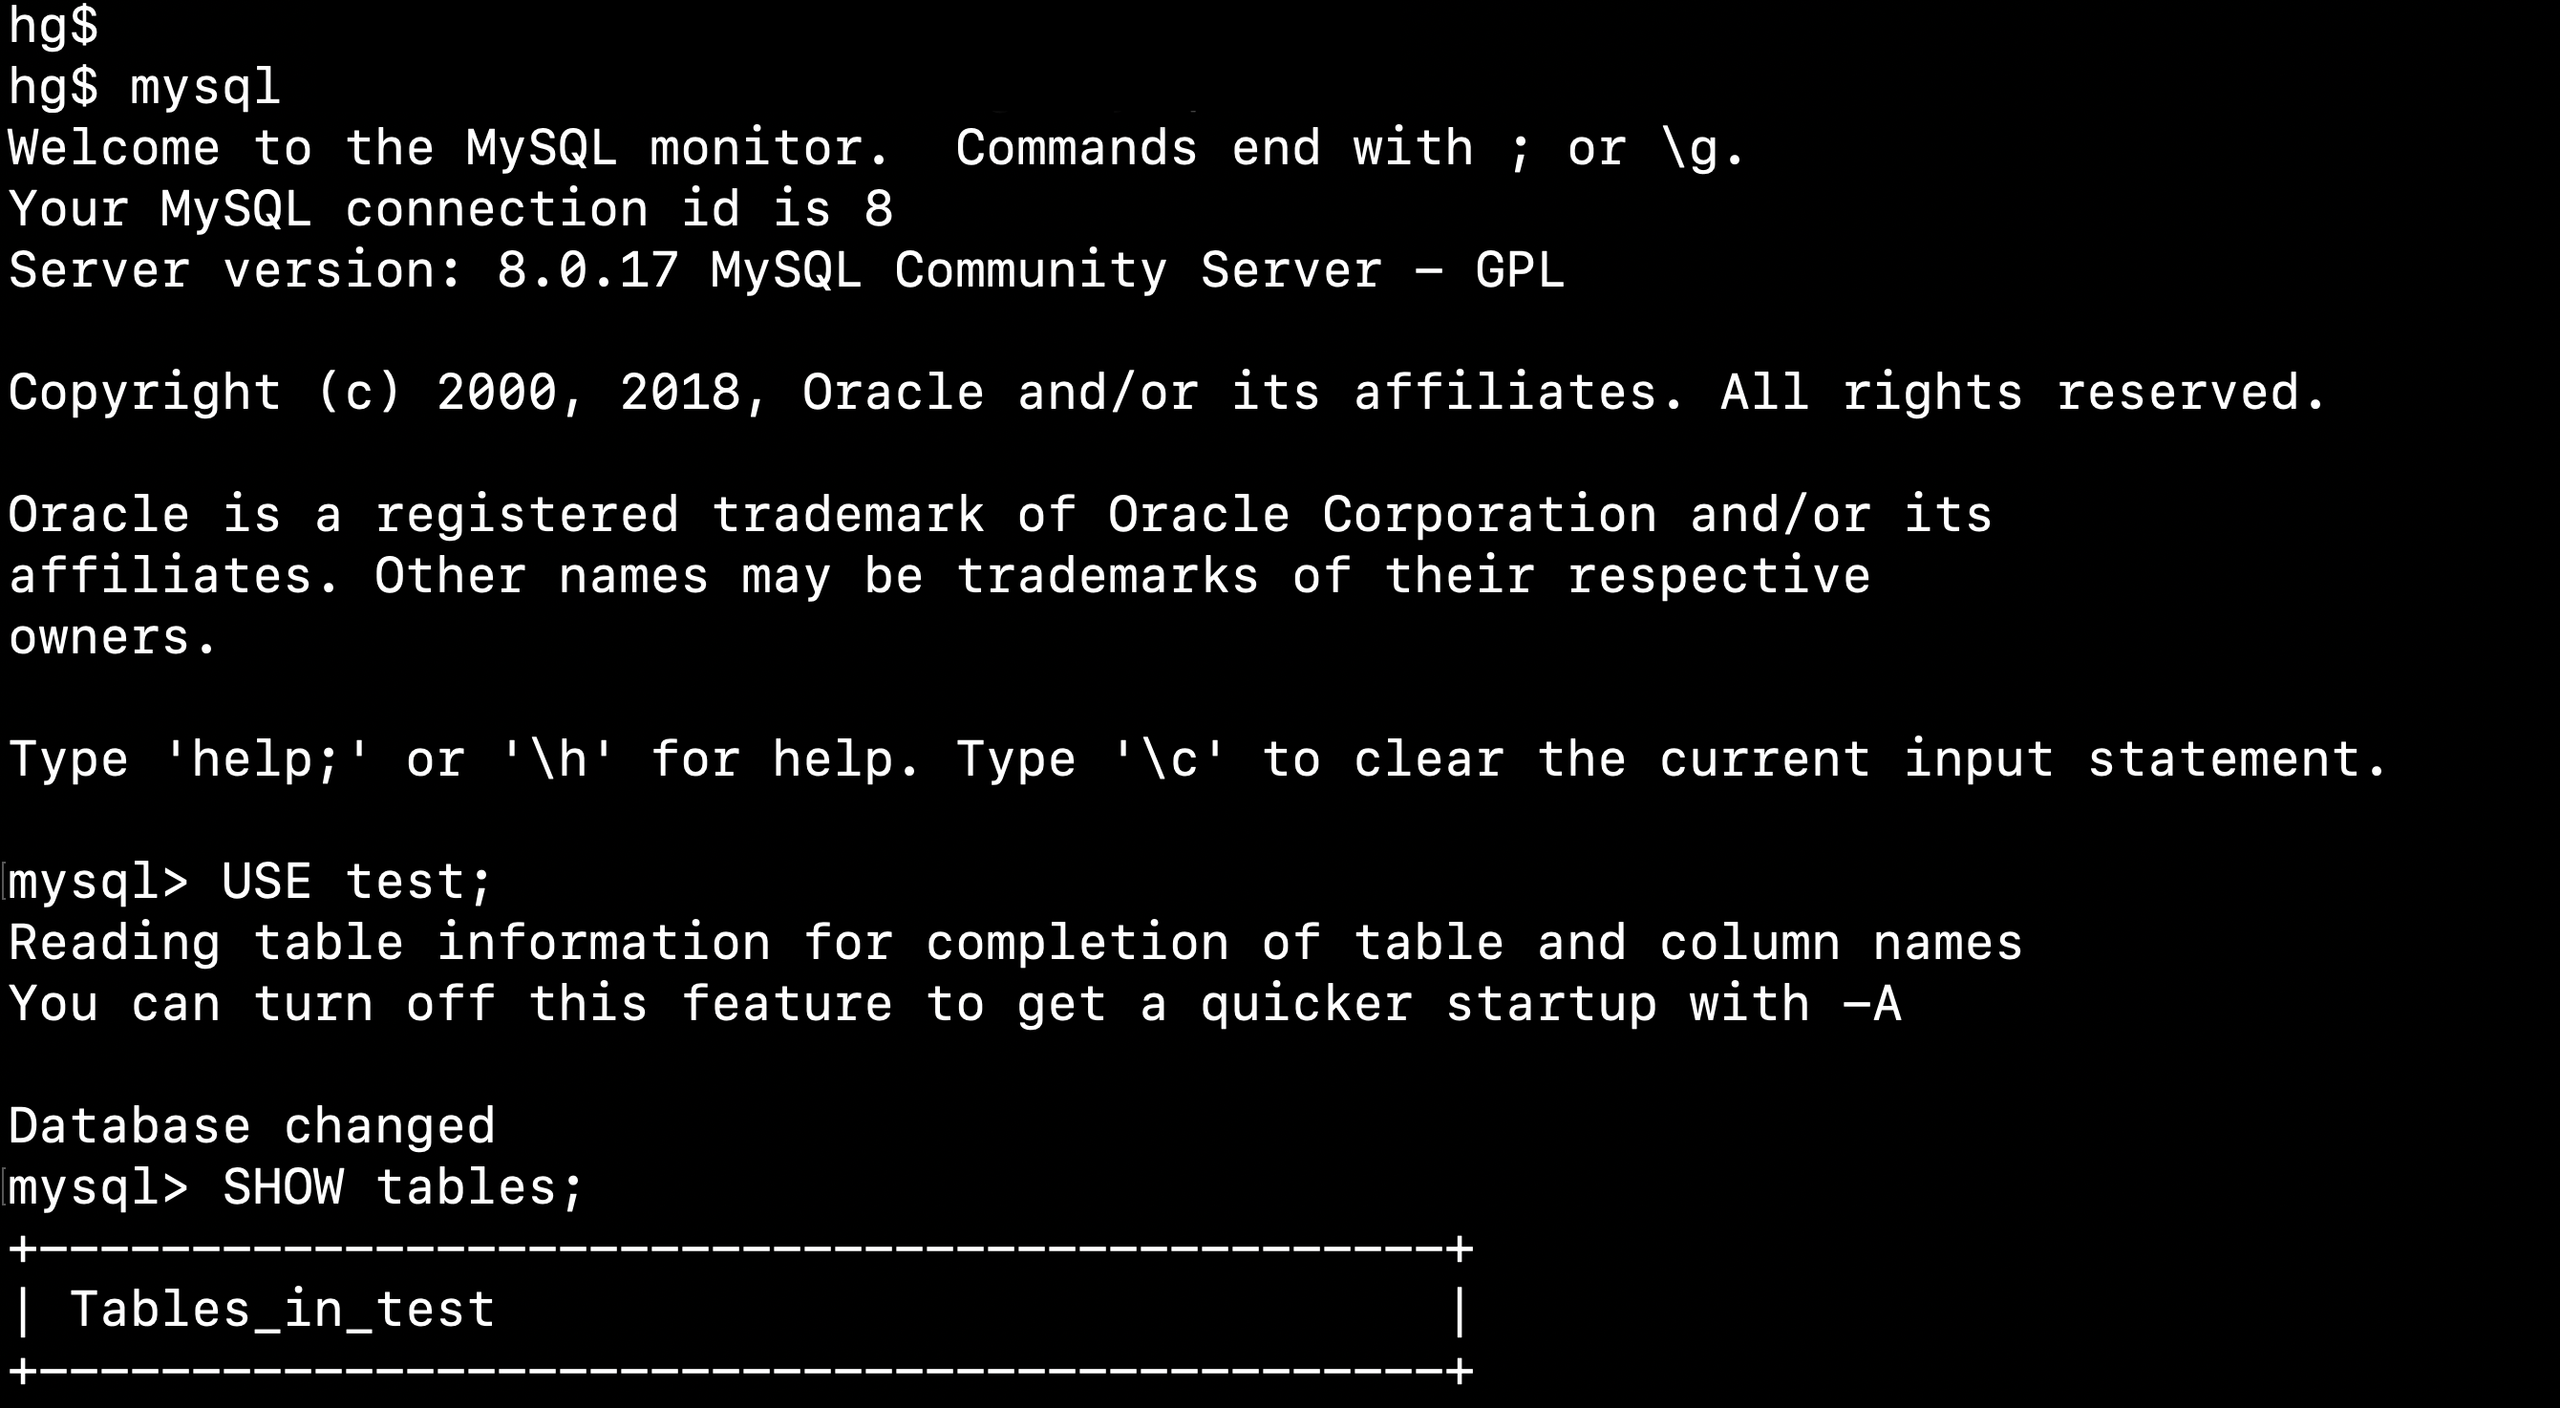 hg$
hg$ mysql
Welcome to the MySQL monitor.  Commands end with ; or \g.
Your MySQL connection id is 8
Server version: 8.0.17 MySQL Community Server – GPL
Copyright (c) 2000, 2018, Oracle and/or its affiliates. All rights reserved.
Oracle is a registered trademark of Oracle Corporation and/or its
affiliates. Other names may be trademarks of their respective
owners.
Type 'help;' or '\h' for help. Type '\c' to clear the current input statement.
mysql> USE test;
Reading table information for completion of table and column names
You can turn off this feature to get a quicker startup with –A
Database changed
mysql> SHOW tables;
+----------------------------------------------+
| Tables_in_test                               |
+----------------------------------------------+